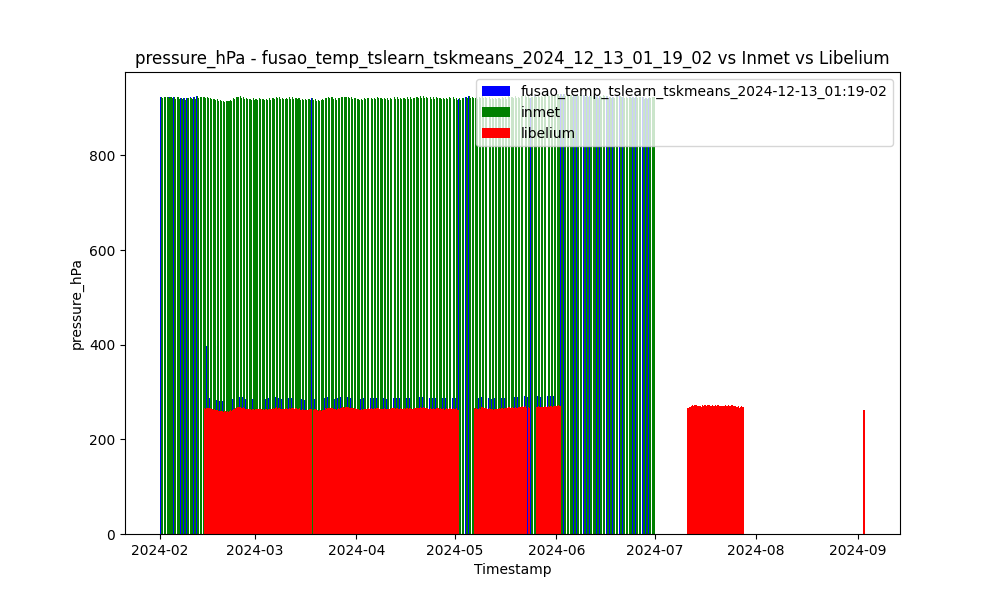 pressure_hPa - fusao_temp_tslearn_tskmeans_2024_12_13_01_19_02 vs Inmet vs Libelium
fusao_temp_tslearn_tskmeans_2024-12-13_01:19-02
inmet
libelium
pressure_hPa
800
600
400
200
0
2024-02 2024-03 2024-04 2024-05 2024-06 2024-07 2024-08 2024-09
Timestamp